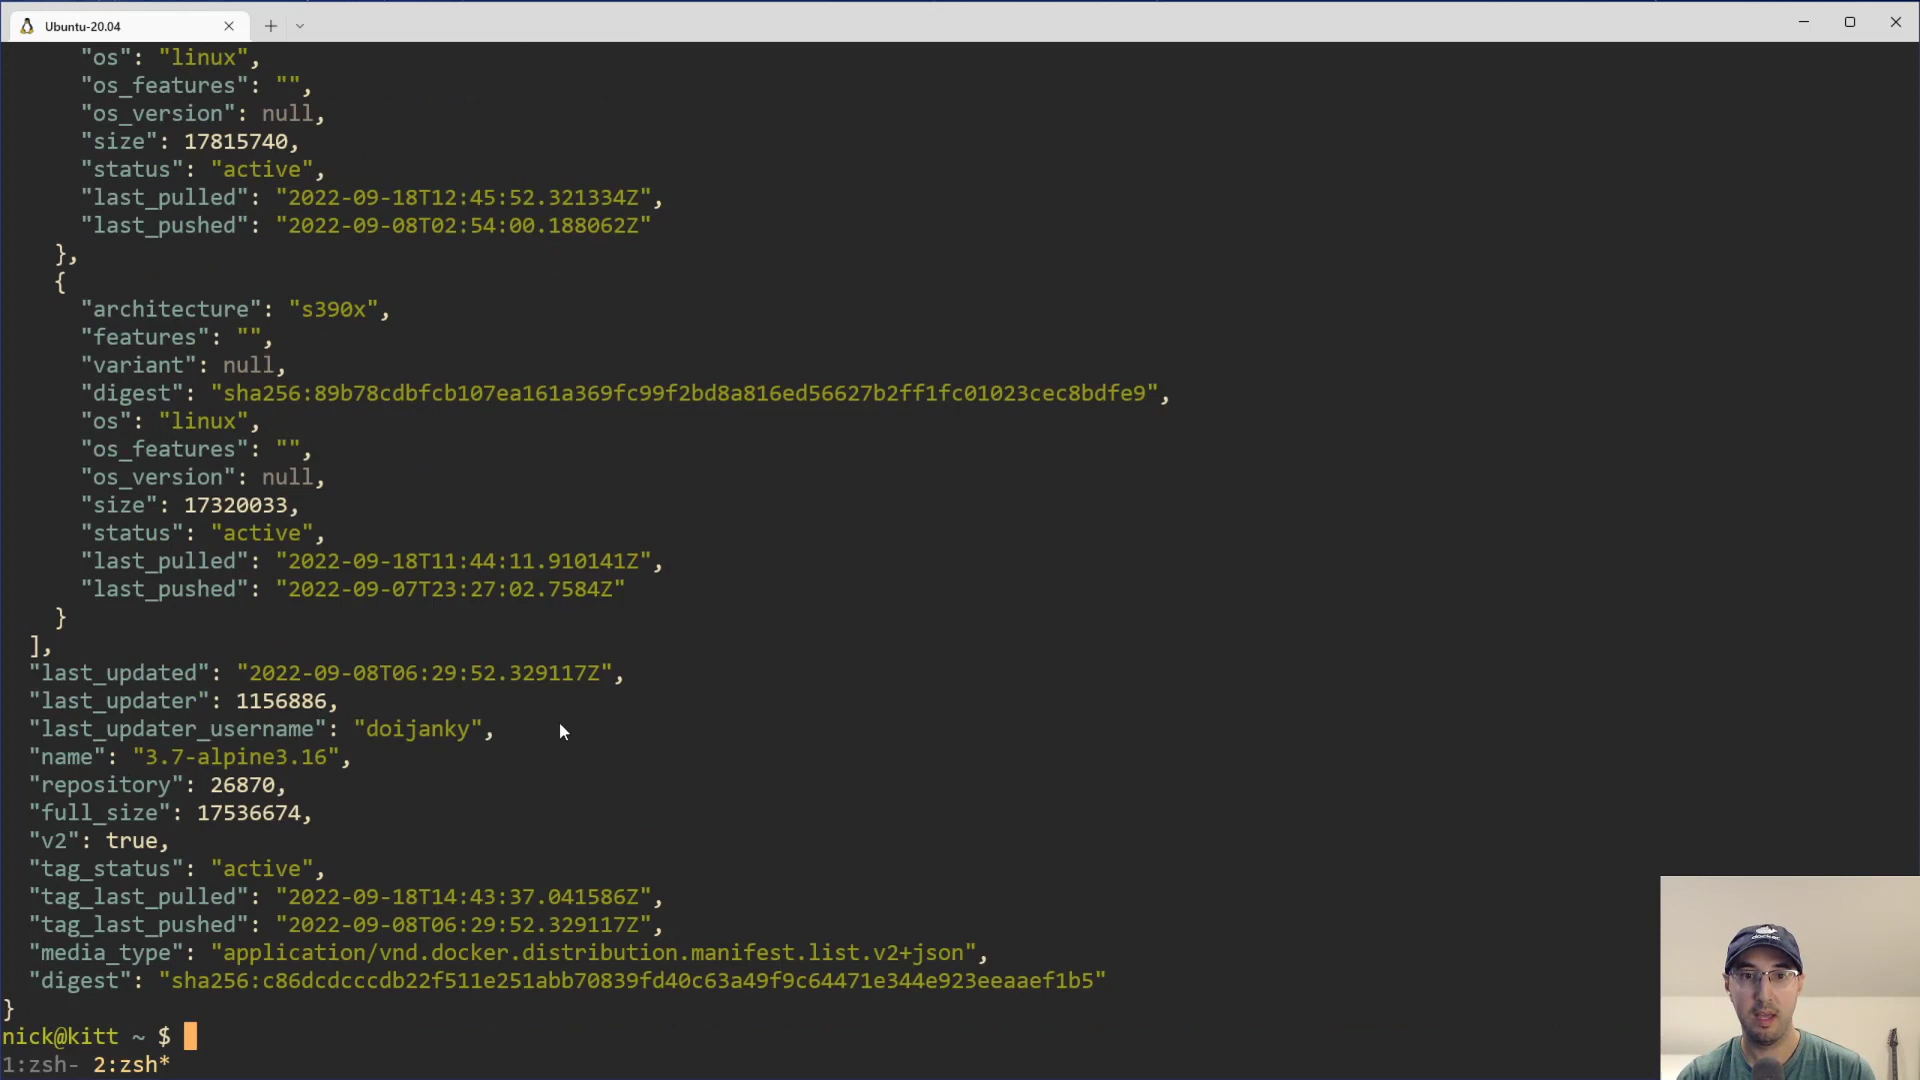 Ubuntu-20.04
"os": "linux",
"os_features": "",
"os_version": null,
"size": 17815740,
"status": "active",
"last_pulled": "2022-09-18T12:45:52.321334Z",
"last_pushed": "2022-09-08T02:54:00.188062Z"
},
{
"architecture": "s390x",
"features": "",
"variant": null,
"digest": "sha256:89b78cdbfcb107ea161a369fc99f2bd8a816ed56627b2ff1fc01023cec8bdfe9",
"os": "linux",
"os_features": "",
"os_version": null,
"size": 17320033,
"status": "active",
"last_pulled": "2022-09-18T11:44:11.910141Z",
"last_pushed": "2022-09-07T23:27:02.7584Z"
}
],
"last_updated": "2022-09-08T06:29:52.329117Z",
"last_updater": 1156886,
"last_updater_username": "doijanky",
"name": "3.7-alpine3.16",
"repository": 26870,
"full_size": 17536674,
"v2": true,
"tag_status": "active",
"tag_last_pulled": "2022-09-18T14:43:37.041586Z",
"tag_last_pushed": "2022-09-08T06:29:52.329117Z",
"media_type": "application/vnd.docker.distribution.manifest.list.v2+json",
"digest": "sha256:c86dcdcccdb22f511e251abb70839fd40c63a49f9c64471e344e923eeaaef1b5"
}
nick@kitt ~ $
1:zsh- 2:zsh*
docker